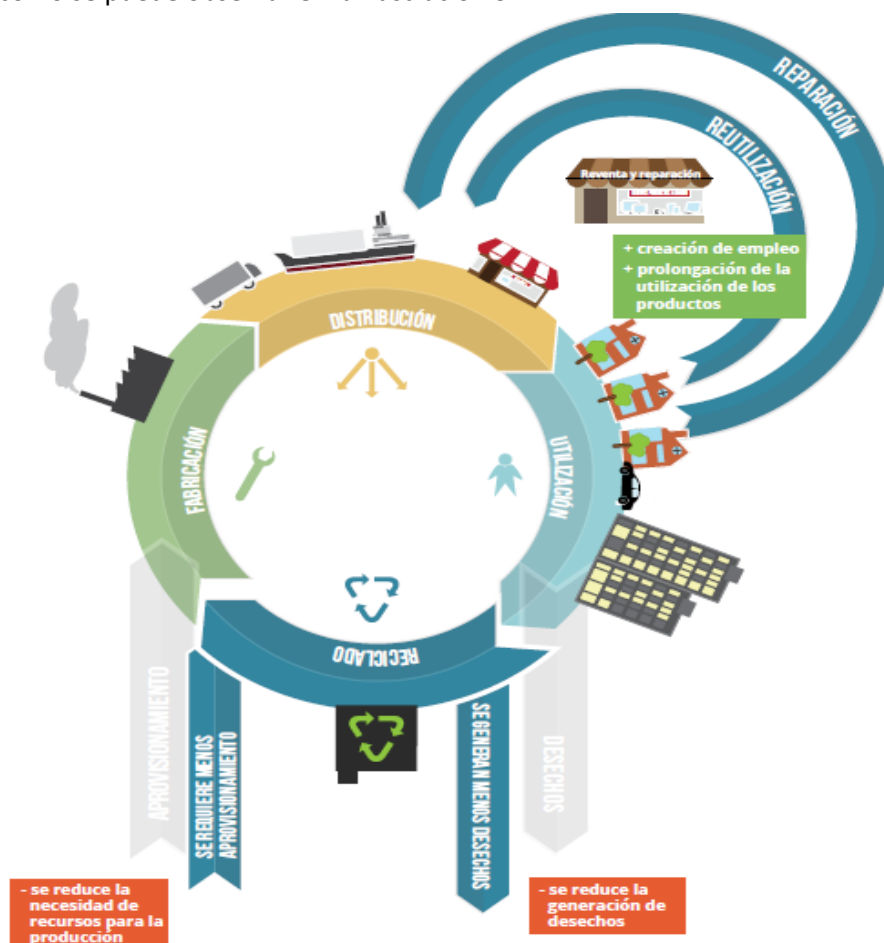 REPARACIÓN
REUTILIZACIÓN
Reventa y reparación
+ creación de empleo
+ prolongación de la
utilización de los
productos
DISTRIBUCIÓN
FABRICACIÓN
UTILIZACIÓN
RECICLADO
APROVISIONAMIENTO
SE REQUIERE MENOS
APROVISIONAMIENTO
SE GENERAN MENOS DESECHOS
DESECHOS
- se reduce la
necesidad de
recursos para la
producción
- se reduce la
generación de
desechos